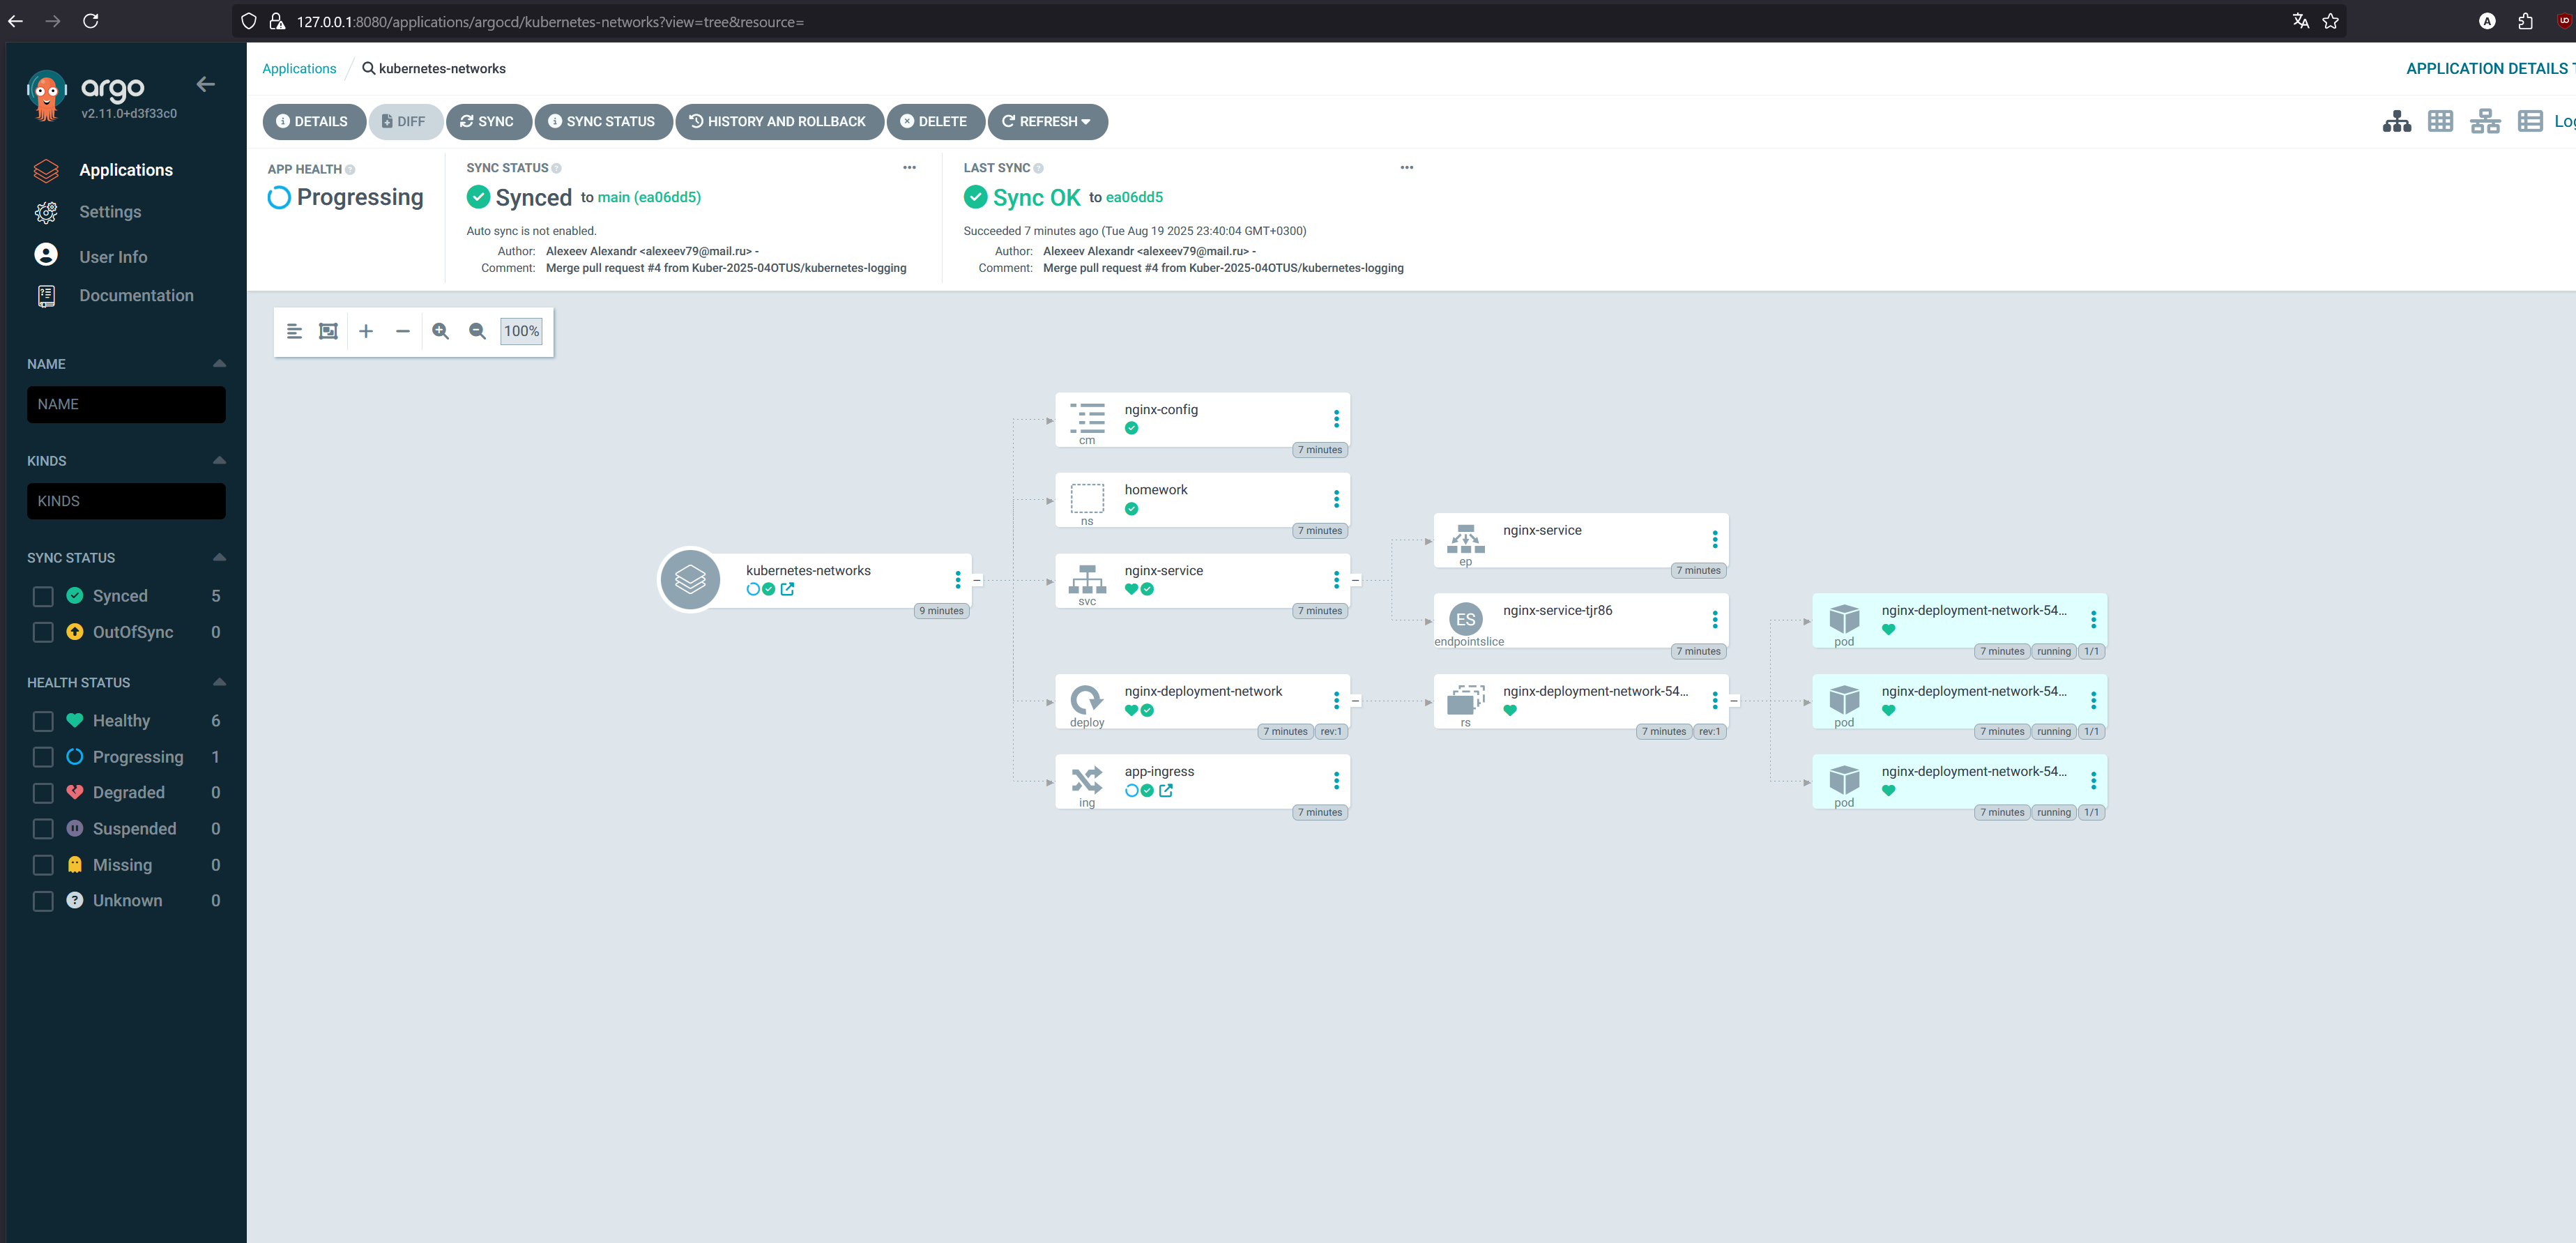 127.0.0.1:8080/applications/argocd/kubernetes-networks?view=tree&resource=
argo
v2.11.0+d3f33c0
Applications
Settings
User Info
Documentation
NAME
NAME
KINDS
KINDS
SYNC STATUS
Synced 5
OutOfSync 0
HEALTH STATUS
Healthy 6
Progressing 1
Degraded 0
Suspended 0
Missing 0
Unknown 0
Applications / kubernetes-networks
APPLICATION DETAILS T
DETAILS DIFF SYNC SYNC STATUS HISTORY AND ROLLBACK DELETE REFRESH
Log
APP HEALTH
Progressing
SYNC STATUS
Synced to main (ea06dd5)
Auto sync is not enabled.
Author: Alexeev Alexandr <alexeev79@mail.ru> -
Comment: Merge pull request #4 from Kuber-2025-04OTUS/kubernetes-logging
LAST SYNC
Sync OK to ea06dd5
Succeeded 7 minutes ago (Tue Aug 19 2025 23:40:04 GMT+0300)
Author: Alexeev Alexandr <alexeev79@mail.ru> -
Comment: Merge pull request #4 from Kuber-2025-04OTUS/kubernetes-logging
100%
kubernetes-networks
9 minutes
nginx-config
cm
7 minutes
homework
ns
7 minutes
nginx-service
svc
7 minutes
nginx-deployment-network
deploy
7 minutes rev:1
app-ingress
ing
7 minutes
nginx-service
ep
7 minutes
ES
nginx-service-tjr86
endpointslice
7 minutes
nginx-deployment-network-54...
rs
7 minutes rev:1
nginx-deployment-network-54...
pod
7 minutes running 1/1
nginx-deployment-network-54...
pod
7 minutes running 1/1
nginx-deployment-network-54...
pod
7 minutes running 1/1